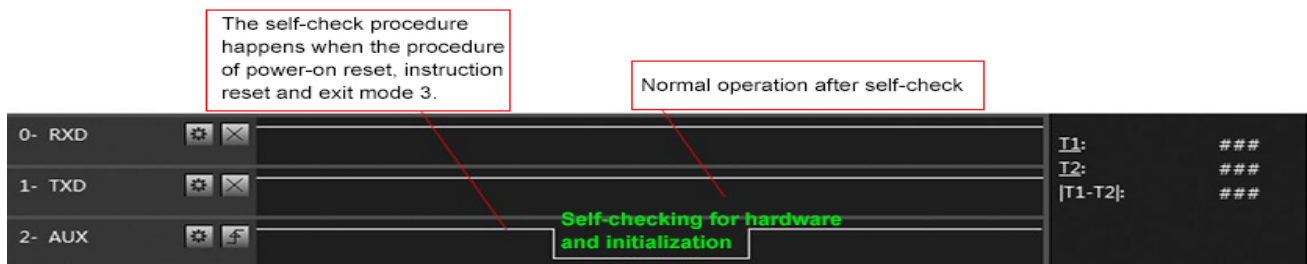 The self-check procedure
happens when the procedure
of power-on reset, instruction
reset and exit mode 3.
Normal operation after self-check
0- RXD
T1: ###
1- TXD
T2: ###
|T1-T2|: ###
2- AUX
Self-checking for hardware
and initialization